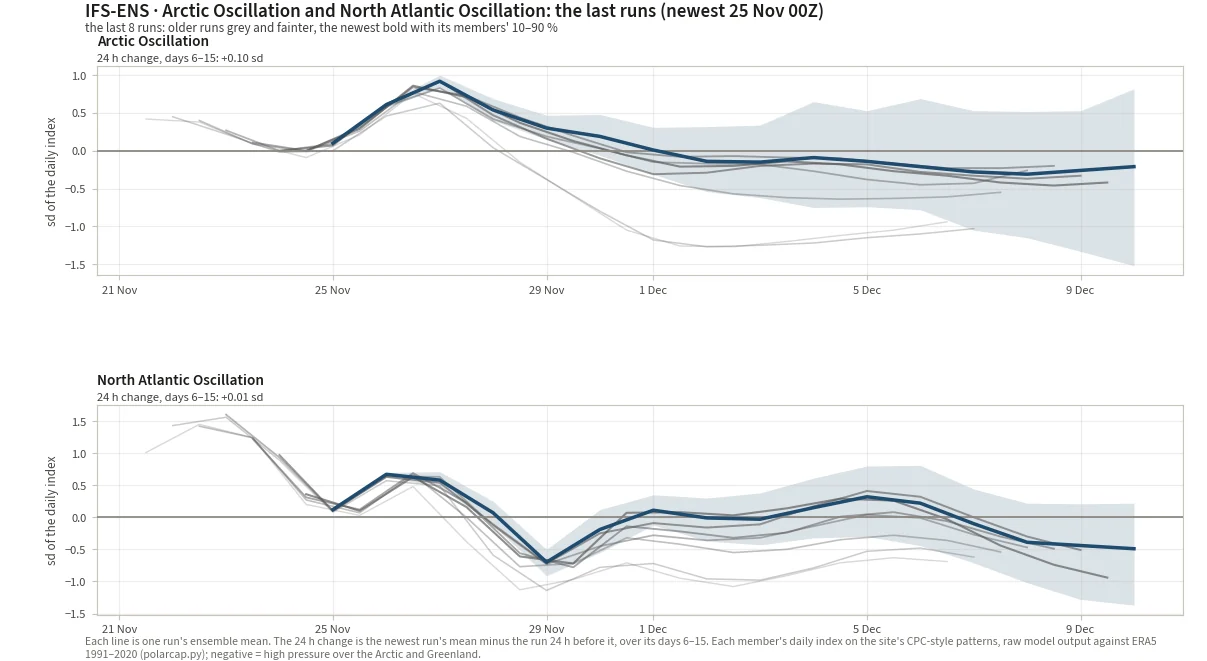 IFS-ENS · Arctic Oscillation and North Atlantic Oscillation: the last runs (newest 25 Nov 00Z)
the last 8 runs: older runs grey and fainter, the newest bold with its members' 10–90 %
Arctic Oscillation
24 h change, days 6–15: +0.10 sd
sd of the daily index
1.0
0.5
0.0
−0.5
−1.0
−1.5
21 Nov 25 Nov 29 Nov 1 Dec 5 Dec 9 Dec
North Atlantic Oscillation
24 h change, days 6–15: +0.01 sd
sd of the daily index
1.5
1.0
0.5
0.0
−0.5
−1.0
−1.5
21 Nov 25 Nov 29 Nov 1 Dec 5 Dec 9 Dec
Each line is one run's ensemble mean. The 24 h change is the newest run's mean minus the run 24 h before it, over its days 6–15. Each member's daily index on the site's CPC-style patterns, raw model output against ERA5
1991–2020 (polarcap.py); negative = high pressure over the Arctic and Greenland.